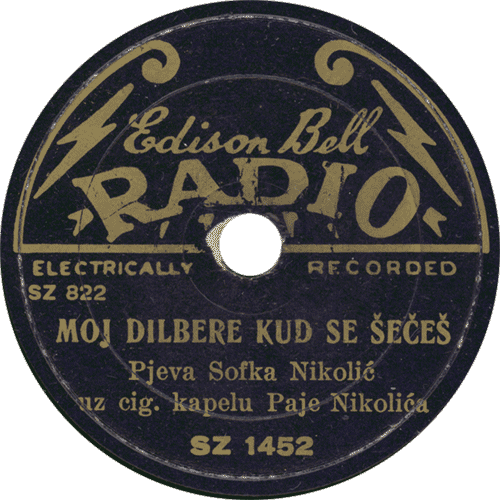 Edison Bell
RADIO
ELECTRICALLY RECORDED
SZ 822
MOJ DILBERE KUD SE ŠEČEŠ
Pjeva Sofka Nikolić
uz cig. kapelu Paje Nikolića
SZ 1452